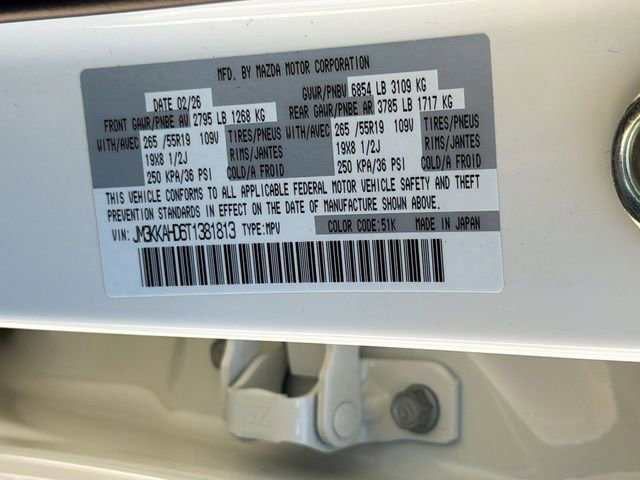 MFD. BY MAZDA MOTOR CORPORATION
DATE 02/26 GVWR/PNBV 6854 LB 3109 KG
FRONT GAWR/PNBE AV 2795 LB 1268 KG REAR GAWR/PNBE AR 3785 LB 1717 KG
WITH/AVEC 265 /55R19 109V TIRES/PNEUS WITH/AVEC 265 /55R19 109V TIRES/PNEUS
19X8 1/2J RIMS/JANTES 19X8 1/2J RIMS/JANTES
250 KPA/36 PSI COLD/A FROID 250 KPA/36 PSI COLD/A FROID
THIS VEHICLE CONFORMS TO ALL APPLICABLE FEDERAL MOTOR VEHICLE SAFETY AND THEFT
PREVENTION STANDARDS IN EFFECT ON THE DATE OF MANUFACTURE SHOWN ABOVE.
VIN: JM3KKAHD6T1381813 TYPE:MPV COLOR CODE:51K MADE IN JAPAN